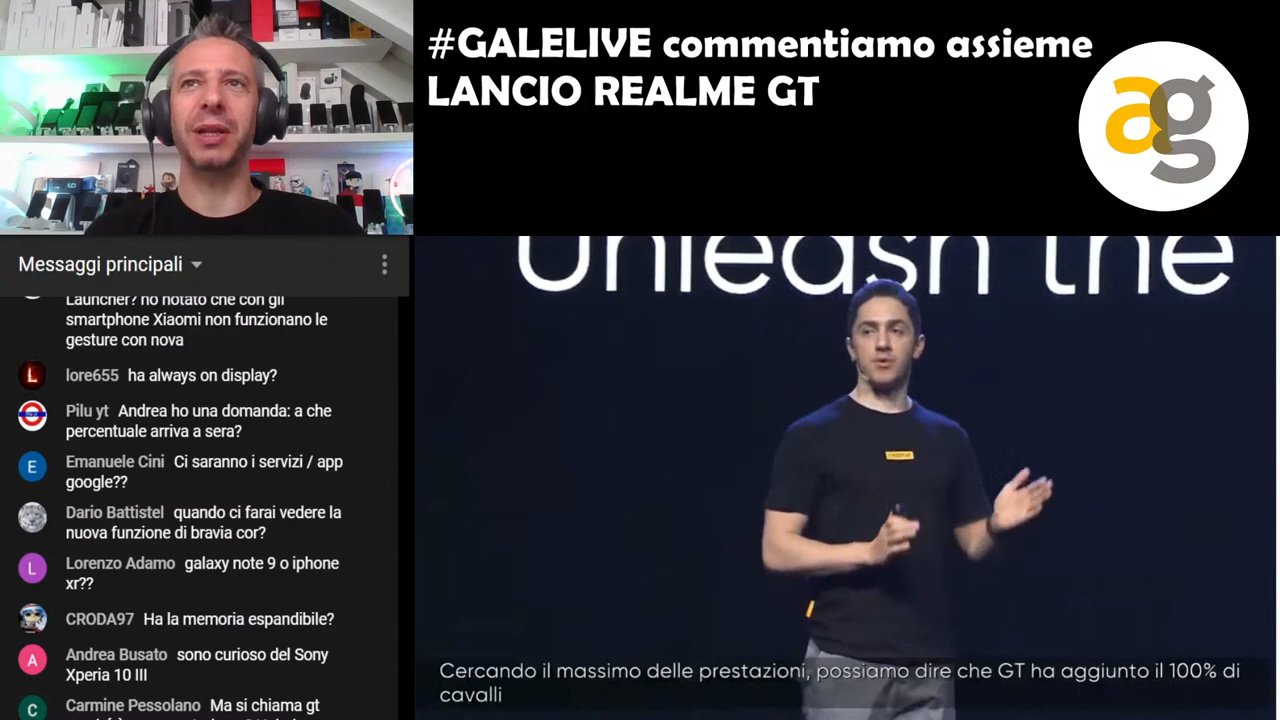 #GALELIVE commentiamo assieme
LANCIO REALME GT
ag
Messaggi principali
Launcher? ho notato che con gli
smartphone Xiaomi non funzionano le
gesture con nova
L lore655 ha always on display?
Pilu yt Andrea ho una domanda: a che
percentuale arriva a sera?
E Emanuele Cini Ci saranno i servizi / app
google??
Dario Battistel quando ci farai vedere la
nuova funzione di bravia cor?
L Lorenzo Adamo galaxy note 9 o iphone
xr??
CRODA97 Ha la memoria espandibile?
A Andrea Busato sono curioso del Sony
Xperia 10 III
C Carmine Pessolano Ma si chiama gt
Unleash the
Cercando il massimo delle prestazioni, possiamo dire che GT ha aggiunto il 100% di
cavalli